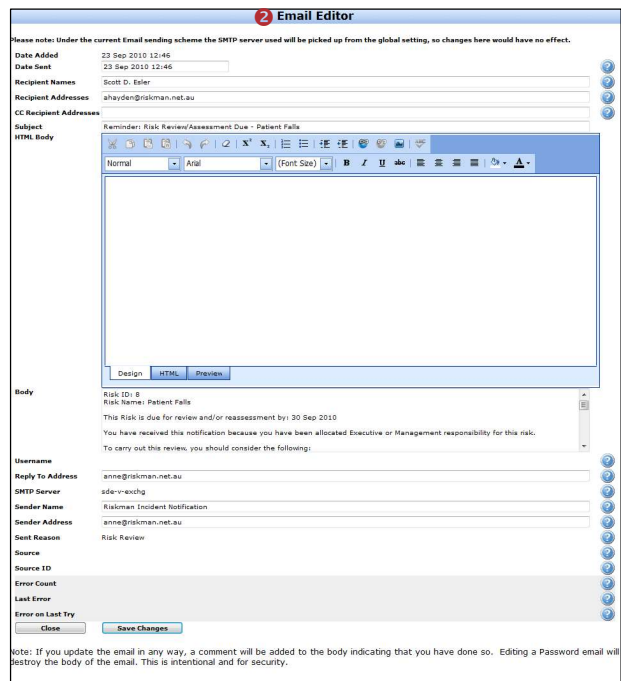 2 Email Editor
Please note: Under the current Email sending scheme the SMTP server used will be picked up from the global setting, so changes here would have no effect.
Date Added 23 Sep 2010 12:46
Date Sent 23 Sep 2010 12:46
Recipient Names Scott D. Esler
Recipient Addresses ahayden@riskman.net.au
CC Recipient Addresses
Subject Reminder: Risk Review/Assessment Due - Patient Falls
HTML Body
Normal Arial (Font Size) B I U abc A
Design HTML Preview
Body Risk ID: 8
Risk Name: Patient Falls
This Risk is due for review and/or reassessment by: 30 Sep 2010
You have received this notification because you have been allocated Executive or Management responsibility for this risk.
To carry out this review, you should consider the following:
Username
Reply To Address anne@riskman.net.au
SMTP Server sde-v-exchg
Sender Name Riskman Incident Notification
Sender Address anne@riskman.net.au
Sent Reason Risk Review
Source
Source ID
Error Count
Last Error
Error on Last Try
Close Save Changes
Note: If you update the email in any way, a comment will be added to the body indicating that you have done so. Editing a Password email will
destroy the body of the email. This is intentional and for security.